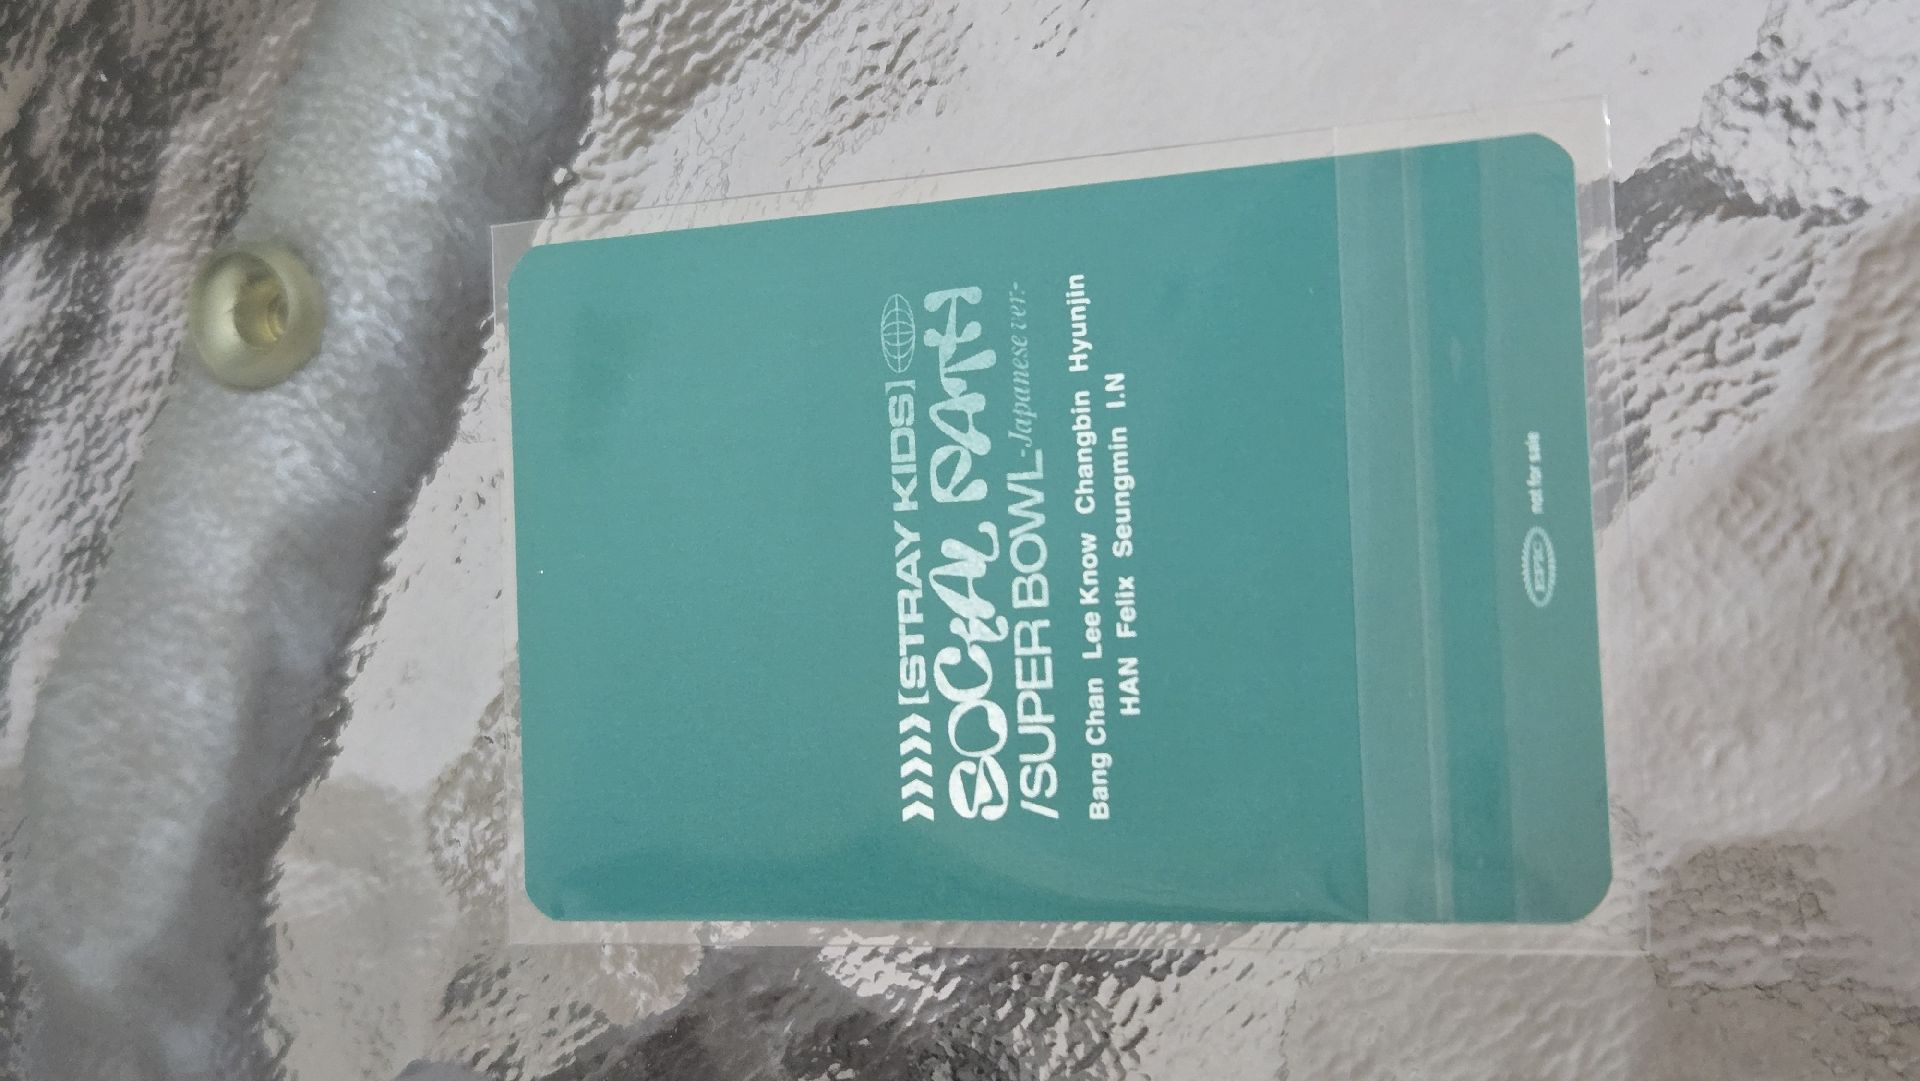 [STRAY KIDS]
SOCIAL PATH
/SUPER BOWL -Japanese ver.-
Bang Chan Lee Know Changbin Hyunjin
HAN Felix Seungmin I.N
not for sale